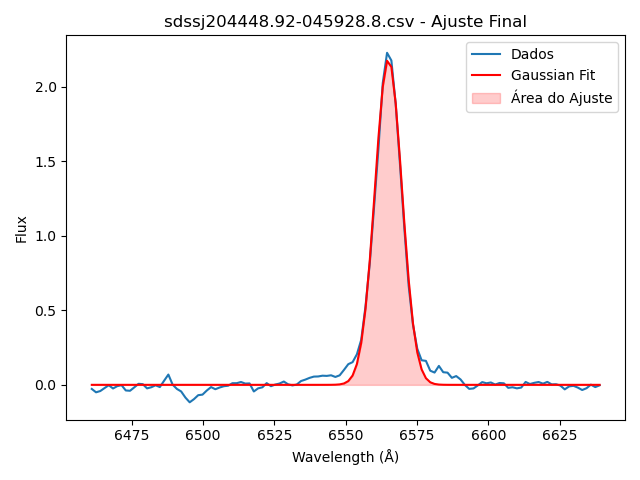 sdssj204448.92-045928.8.csv - Ajuste Final
Dados
Gaussian Fit
Área do Ajuste
Flux
2.0
1.5
1.0
0.5
0.0
6475 6500 6525 6550 6575 6600 6625
Wavelength (Å)